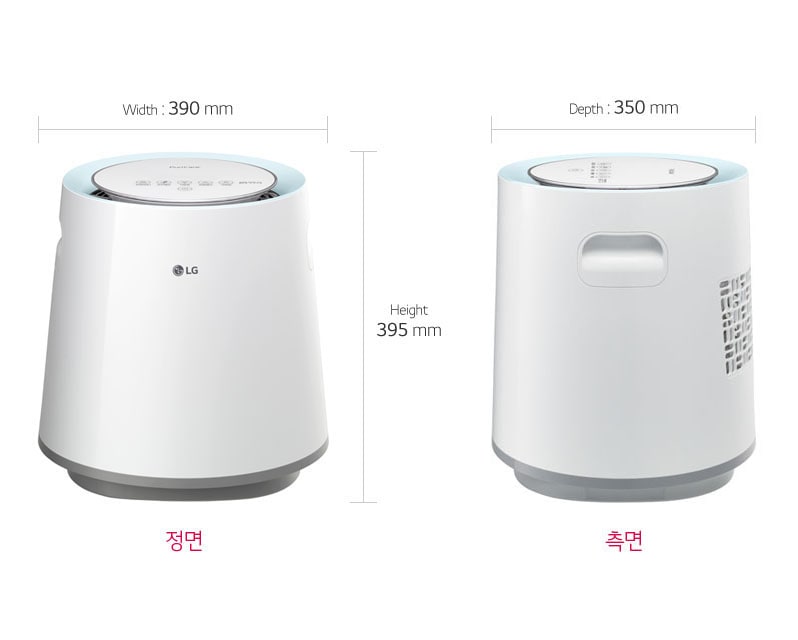 Width : 390 mm
Depth : 350 mm
LG
Height
395 mm
정면
측면